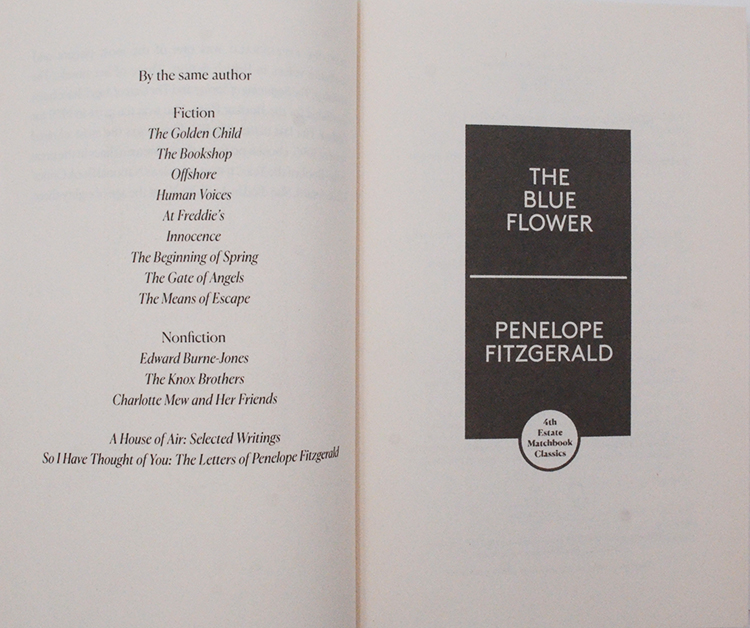 By the same author
Fiction
The Golden Child
The Bookshop
Offshore
Human Voices
At Freddie's
Innocence
The Beginning of Spring
The Gate of Angels
The Means of Escape
Nonfiction
Edward Burne-Jones
The Knox Brothers
Charlotte Mew and Her Friends
A House of Air: Selected Writings
So I Have Thought of You: The Letters of Penelope Fitzgerald
THE
BLUE
FLOWER
PENELOPE
FITZGERALD
4th
Estate
Matchbook
Classics